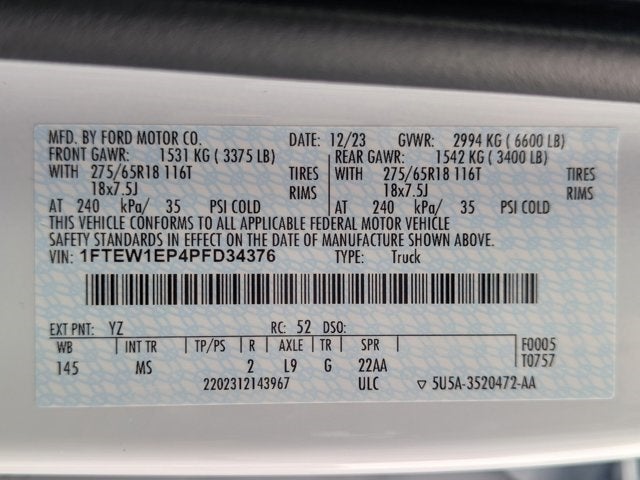 MFD. BY FORD MOTOR CO. DATE: 12/23 GVWR: 2994 KG ( 6600 LB)
FRONT GAWR: 1531 KG ( 3375 LB) REAR GAWR: 1542 KG ( 3400 LB)
WITH 275/65R18 116T TIRES WITH 275/65R18 116T TIRES
18x7.5J RIMS 18x7.5J RIMS
AT 240 kPa/ 35 PSI COLD AT 240 kPa/ 35 PSI COLD
THIS VEHICLE CONFORMS TO ALL APPLICABLE FEDERAL MOTOR VEHICLE
SAFETY STANDARDS IN EFFECT ON THE DATE OF MANUFACTURE SHOWN ABOVE.
VIN: 1FTEW1EP4PFD34376 TYPE: Truck
EXT PNT: YZ RC: 52 DSO:
WB INT TR TP/PS R AXLE TR SPR F0005
145 MS 2 L9 G 22AA T0757
2202312143967 ULC ▽ 5U5A-3520472-AA